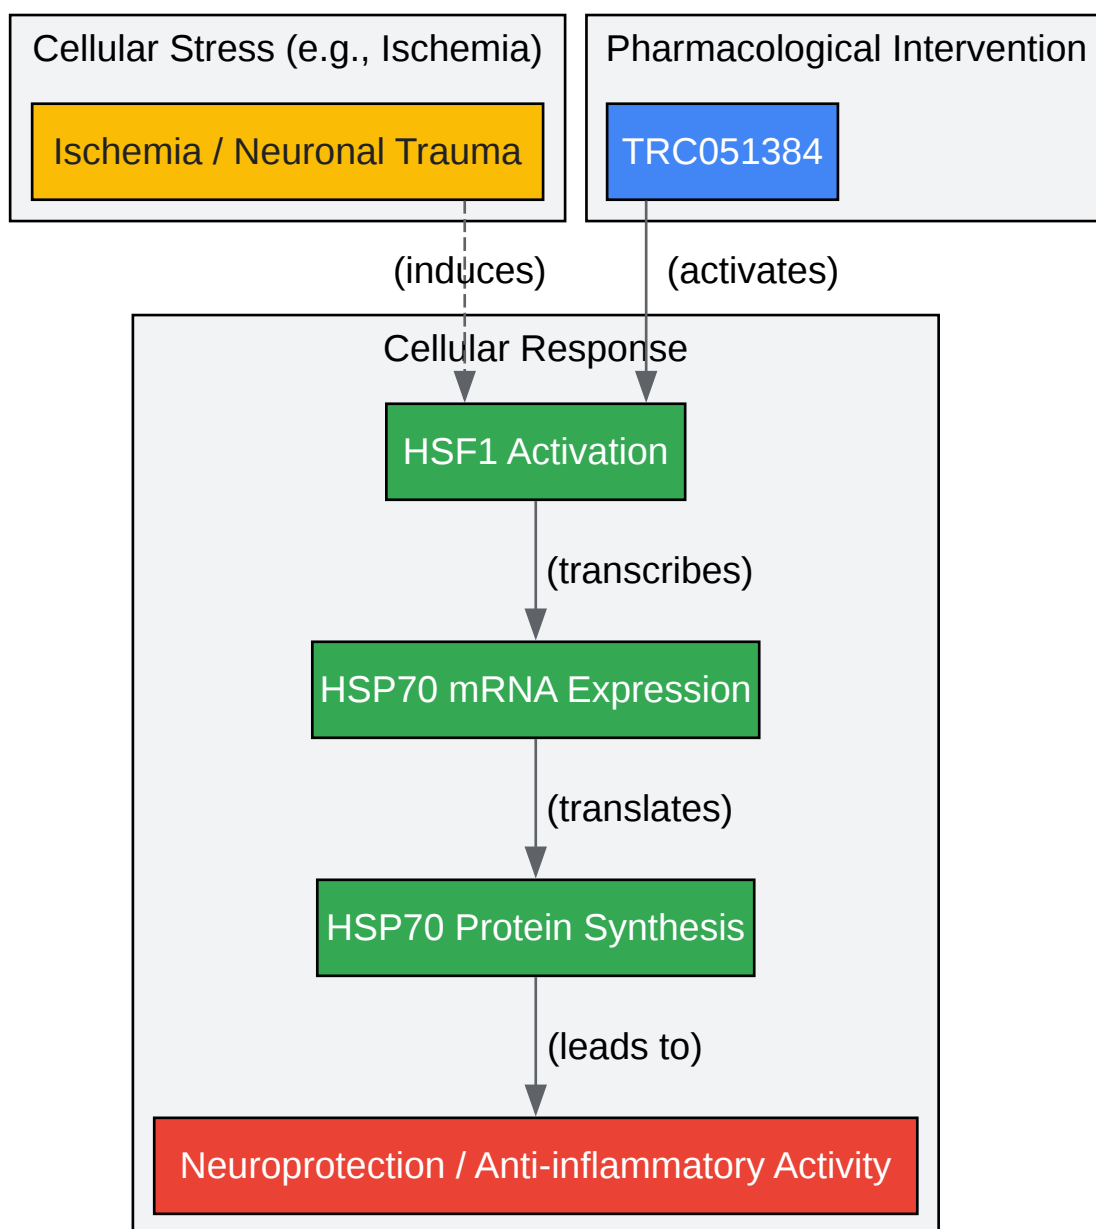 Cellular Stress (e.g., Ischemia)
Pharmacological Intervention
Ischemia / Neuronal Trauma
TRC051384
(induces)
(activates)
Cellular Response
HSF1 Activation
(transcribes)
HSP70 mRNA Expression
(translates)
HSP70 Protein Synthesis
(leads to)
Neuroprotection / Anti-inflammatory Activity